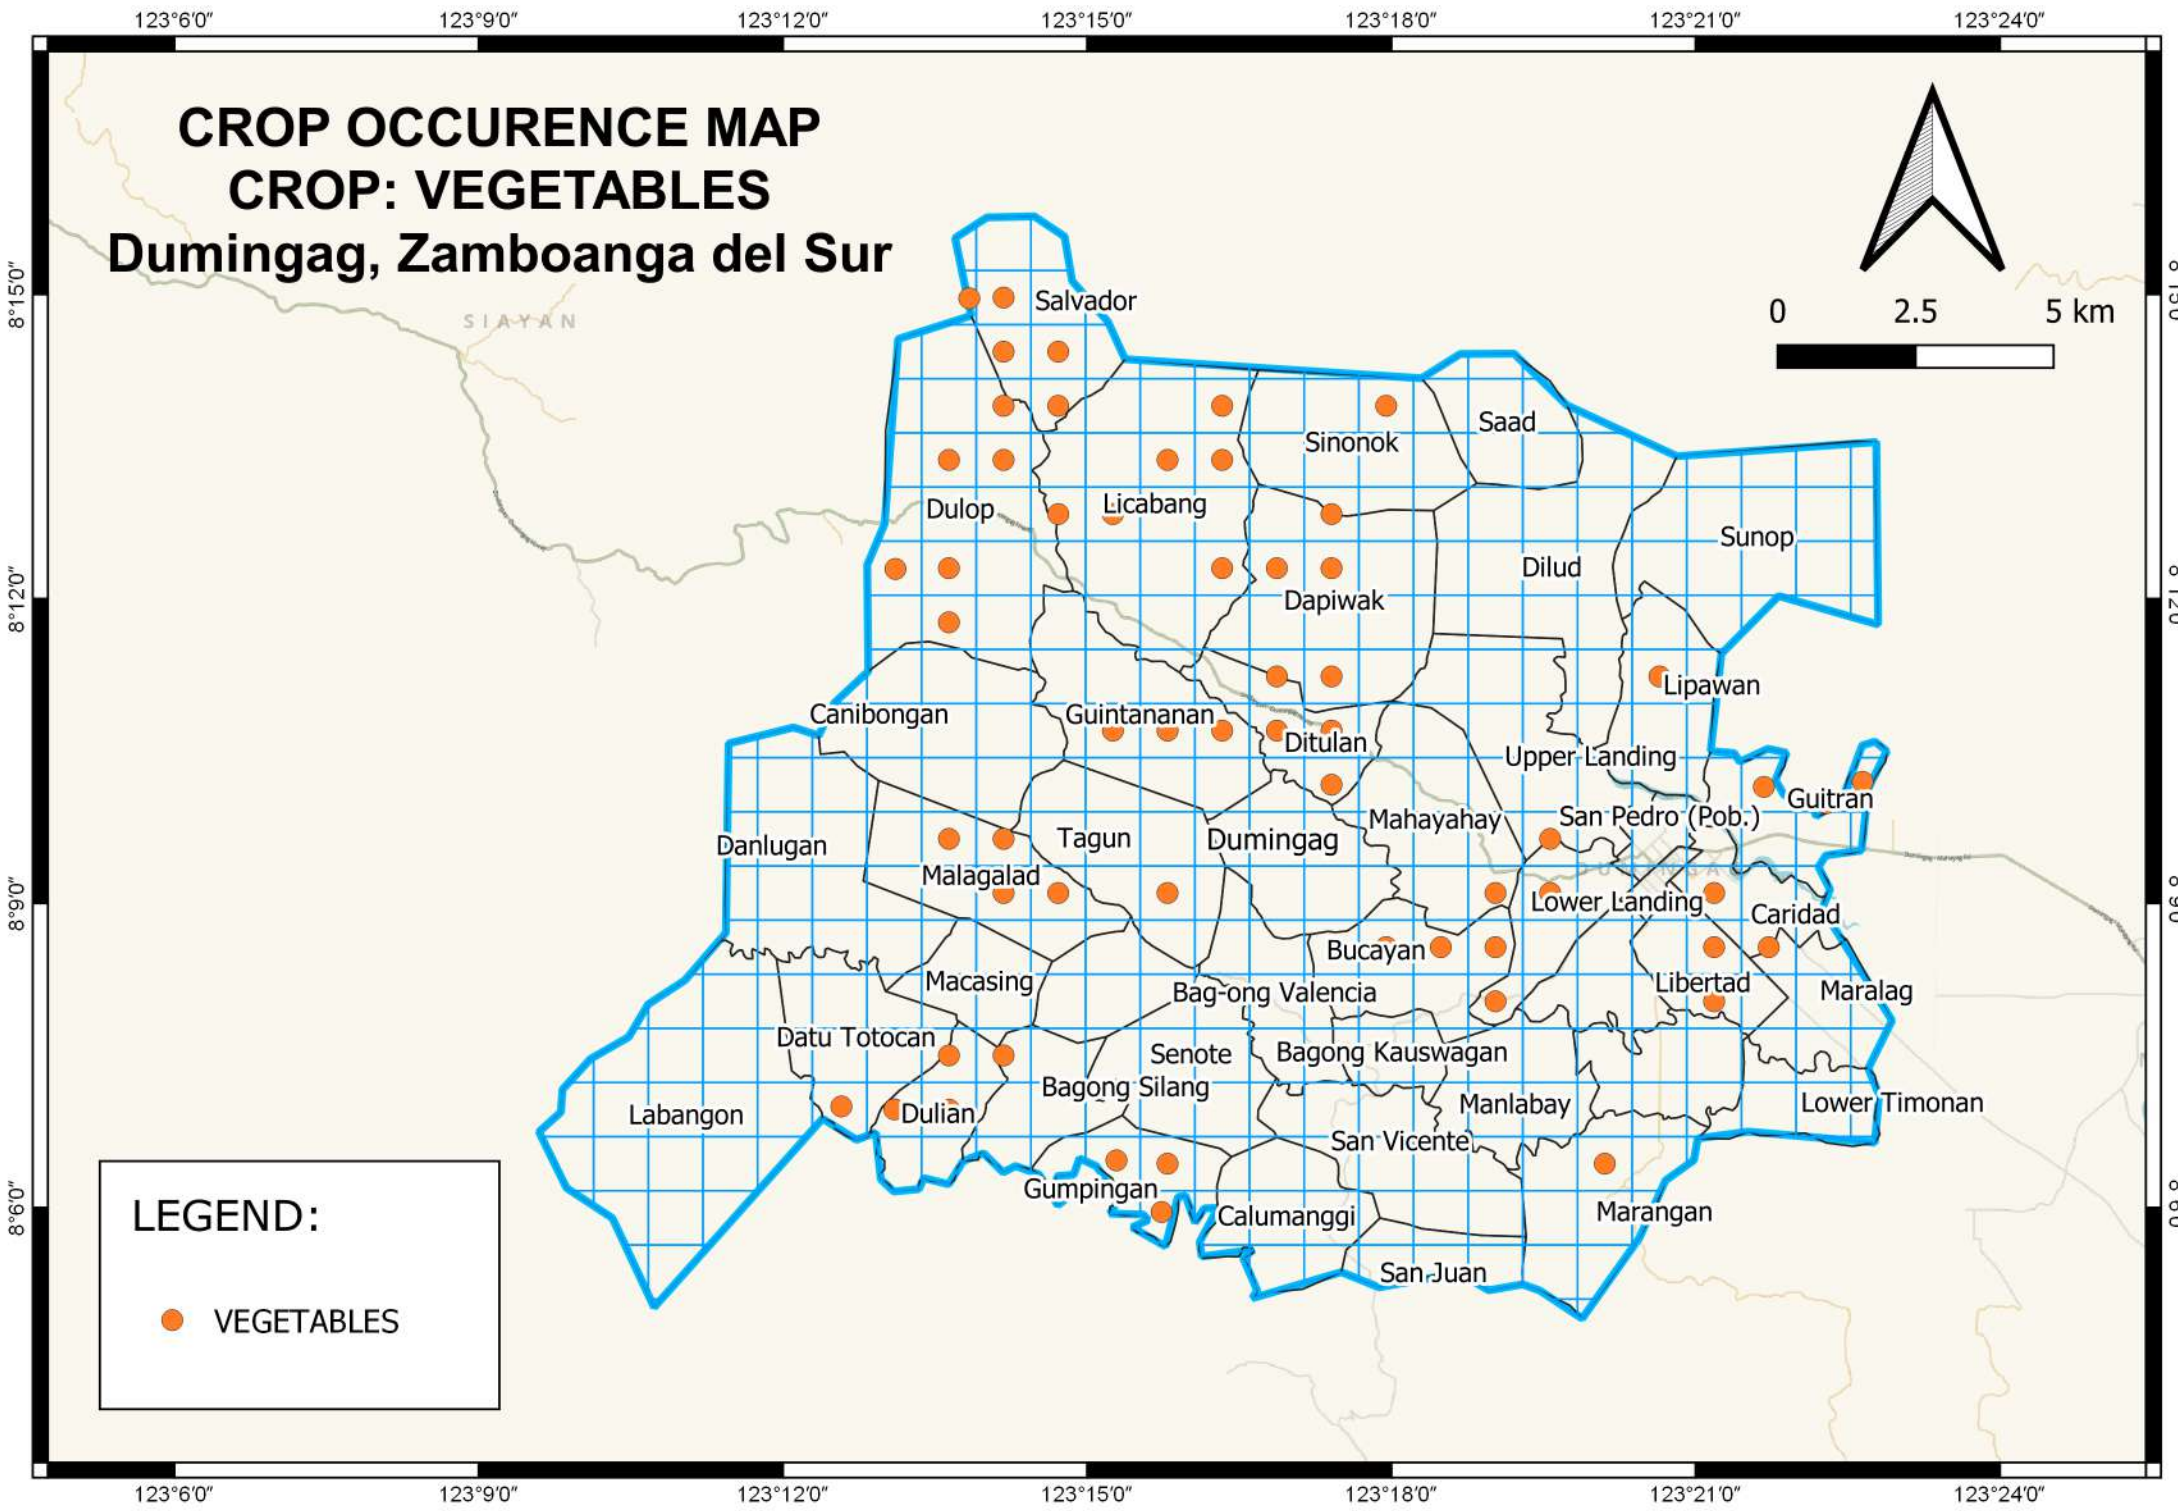 123°6′0″ 123°9′0″ 123°12′0″ 123°15′0″ 123°18′0″ 123°21′0″ 123°24′0″
CROP OCCURENCE MAP
CROP: VEGETABLES
Dumingag, Zamboanga del Sur
8°15′0″
Salvador
SIAYAN
0 2.5 5 km
Saad
Sinonok
Licabang
Dulop
Sunop
Dilud
8°12′0″
Dapiwak
Lipawan
Canibongan
Guintananan
Ditulan
Upper Landing
Guitran
San Pedro (Pob.)
Mahayahay
Danlugan
Tagun
Dumingag
Malagalad
DUMINGAG
8°9′0″
Lower Landing
Caridad
Bucayan
Macasing
Libertad
Bag-ong Valencia
Maralag
Datu Totocan
Senote
Bagong Kauswagan
Bagong Silang
Labangon
Dulian
Manlabay
Lower Timonan
San Vicente
Gumpingan
8°6′0″
Calumanggi
Marangan
San Juan
LEGEND:
VEGETABLES
123°6′0″ 123°9′0″ 123°12′0″ 123°15′0″ 123°18′0″ 123°21′0″ 123°24′0″